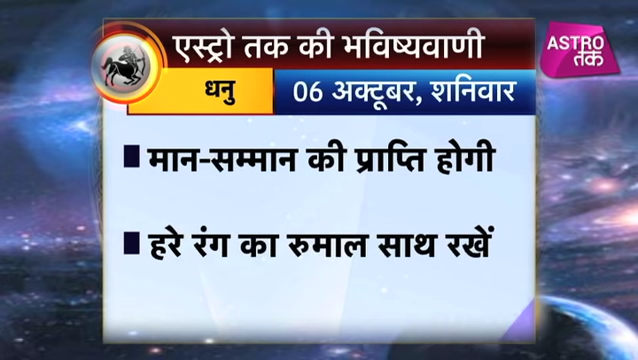 एस्ट्रो तक की भविष्यवाणी
ASTRO
तक
धनु
06 अक्टूबर, शनिवार
मान-सम्मान की प्राप्ति होगी
हरे रंग का रुमाल साथ रखें